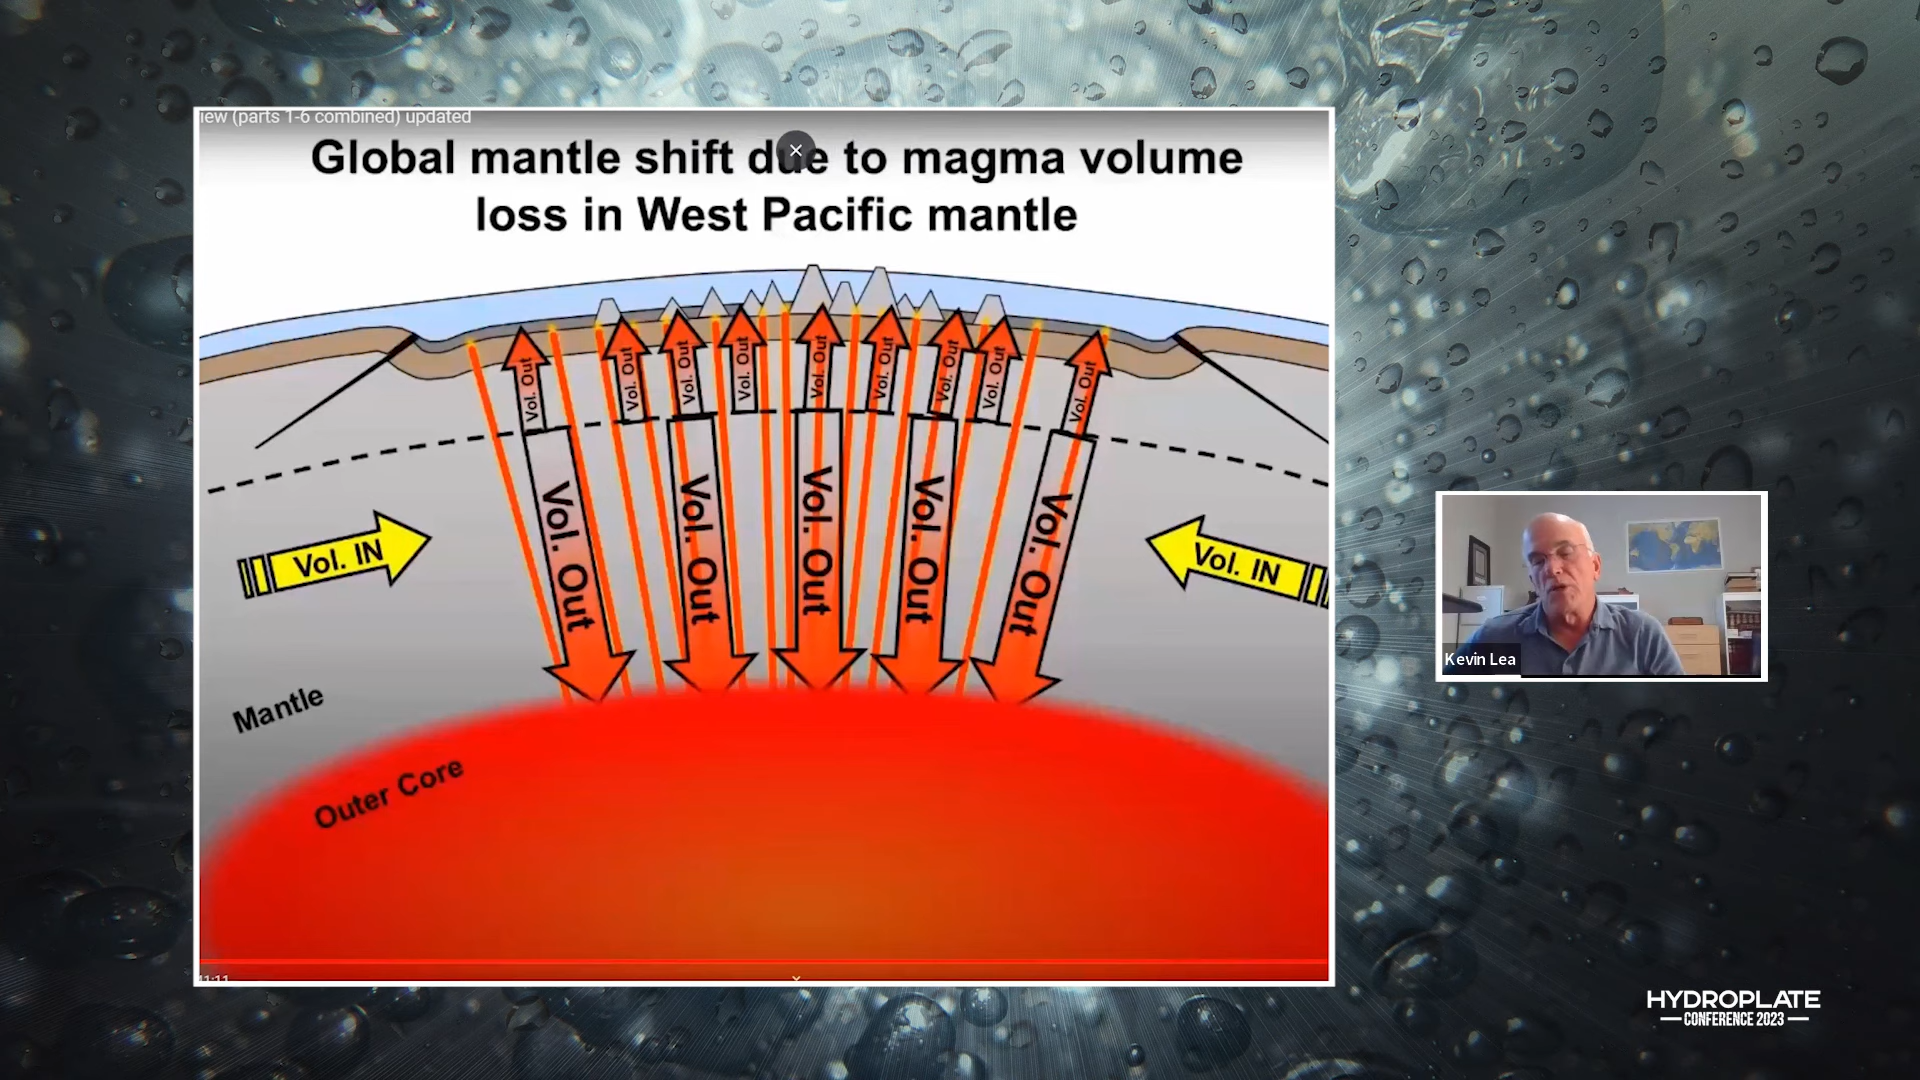 iew (parts 1-6 combined) updated
Global mantle shift due to magma volume
loss in West Pacific mantle
Vol. Out
Vol. Out
Vol. Out
Vol. Out
Vol. Out
Vol. Out
Vol. Out
Vol. Out
Vol. Out
Vol. Out
Vol. Out
Vol. Out
Vol. Out
Vol. Out
Vol. IN
Vol. IN
Mantle
Outer Core
Kevin Lea
HYDROPLATE
CONFERENCE 2023